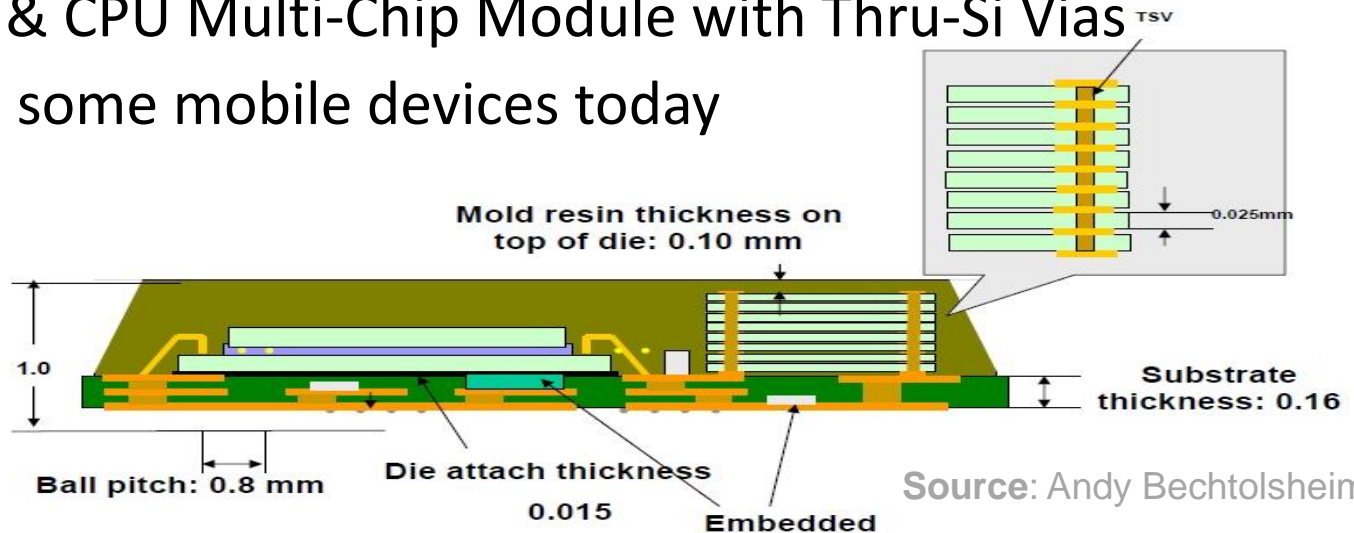 & CPU Multi-Chip Module with Thru-Si Vias
some mobile devices today
TSV
0.025mm
Mold resin thickness on
top of die: 0.10 mm
1.0
Substrate
thickness: 0.16
Ball pitch: 0.8 mm
Die attach thickness
0.015
Embedded
Source: Andy Bechtolsheim